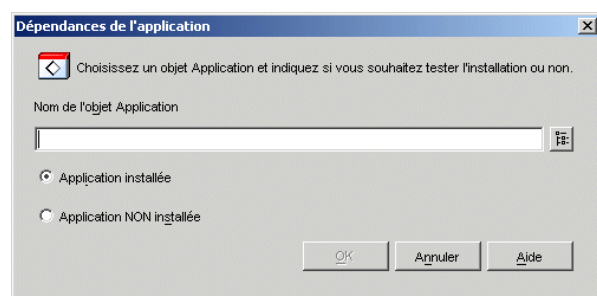 Dépendances de l'application
Choisissez un objet Application et indiquez si vous souhaitez tester l'installation ou non.
Nom de l'objet Application
Application installée
Application NON installée
OK Annuler Aide